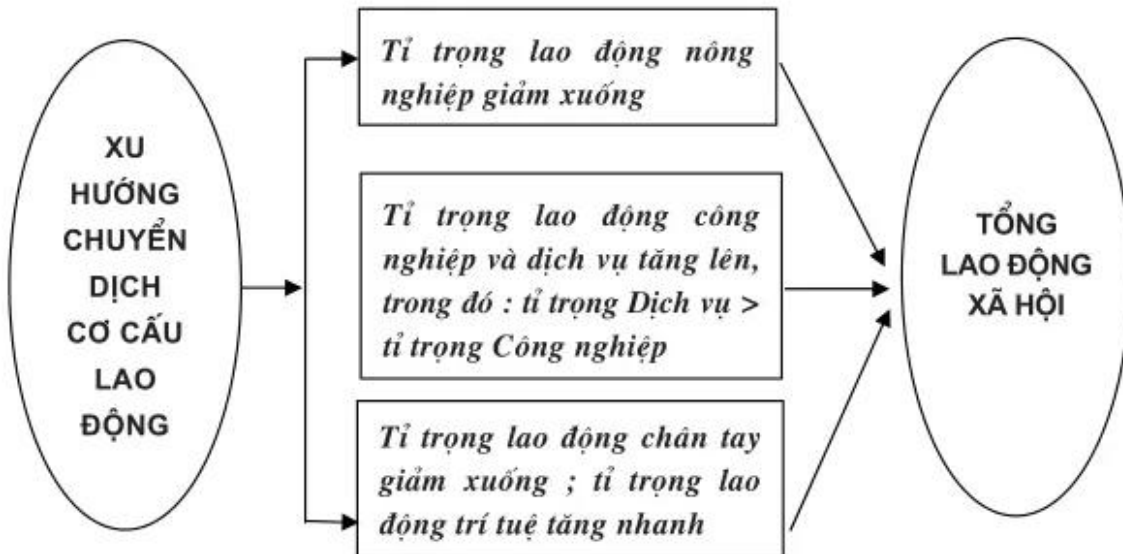 XU
HƯỚNG
CHUYỂN
DỊCH
CƠ CẤU
LAO
ĐỘNG
Tỉ trọng lao động nông
nghiệp giảm xuống
Tỉ trọng lao động công
nghiệp và dịch vụ tăng lên,
trong đó : tỉ trọng Dịch vụ >
tỉ trọng Công nghiệp
Tỉ trọng lao động chân tay
giảm xuống ; tỉ trọng lao
động trí tuệ tăng nhanh
TỔNG
LAO ĐỘNG
XÃ HỘI